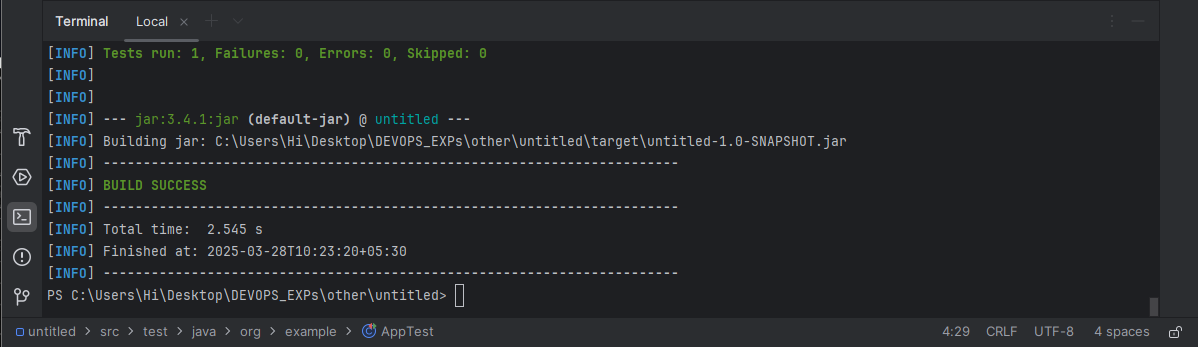 Terminal Local
[INFO] Tests run: 1, Failures: 0, Errors: 0, Skipped: 0
[INFO]
[INFO]
[INFO] --- jar:3.4.1:jar (default-jar) @ untitled ---
[INFO] Building jar: C:\Users\Hi\Desktop\DEVOPS_EXPs\other\untitled\target\untitled-1.0-SNAPSHOT.jar
[INFO] ------------------------------------------------------------------------
[INFO] BUILD SUCCESS
[INFO] ------------------------------------------------------------------------
[INFO] Total time:  2.545 s
[INFO] Finished at: 2025-03-28T10:23:20+05:30
[INFO] ------------------------------------------------------------------------
PS C:\Users\Hi\Desktop\DEVOPS_EXPs\other\untitled>
untitled > src > test > java > org > example > AppTest 4:29 CRLF UTF-8 4 spaces